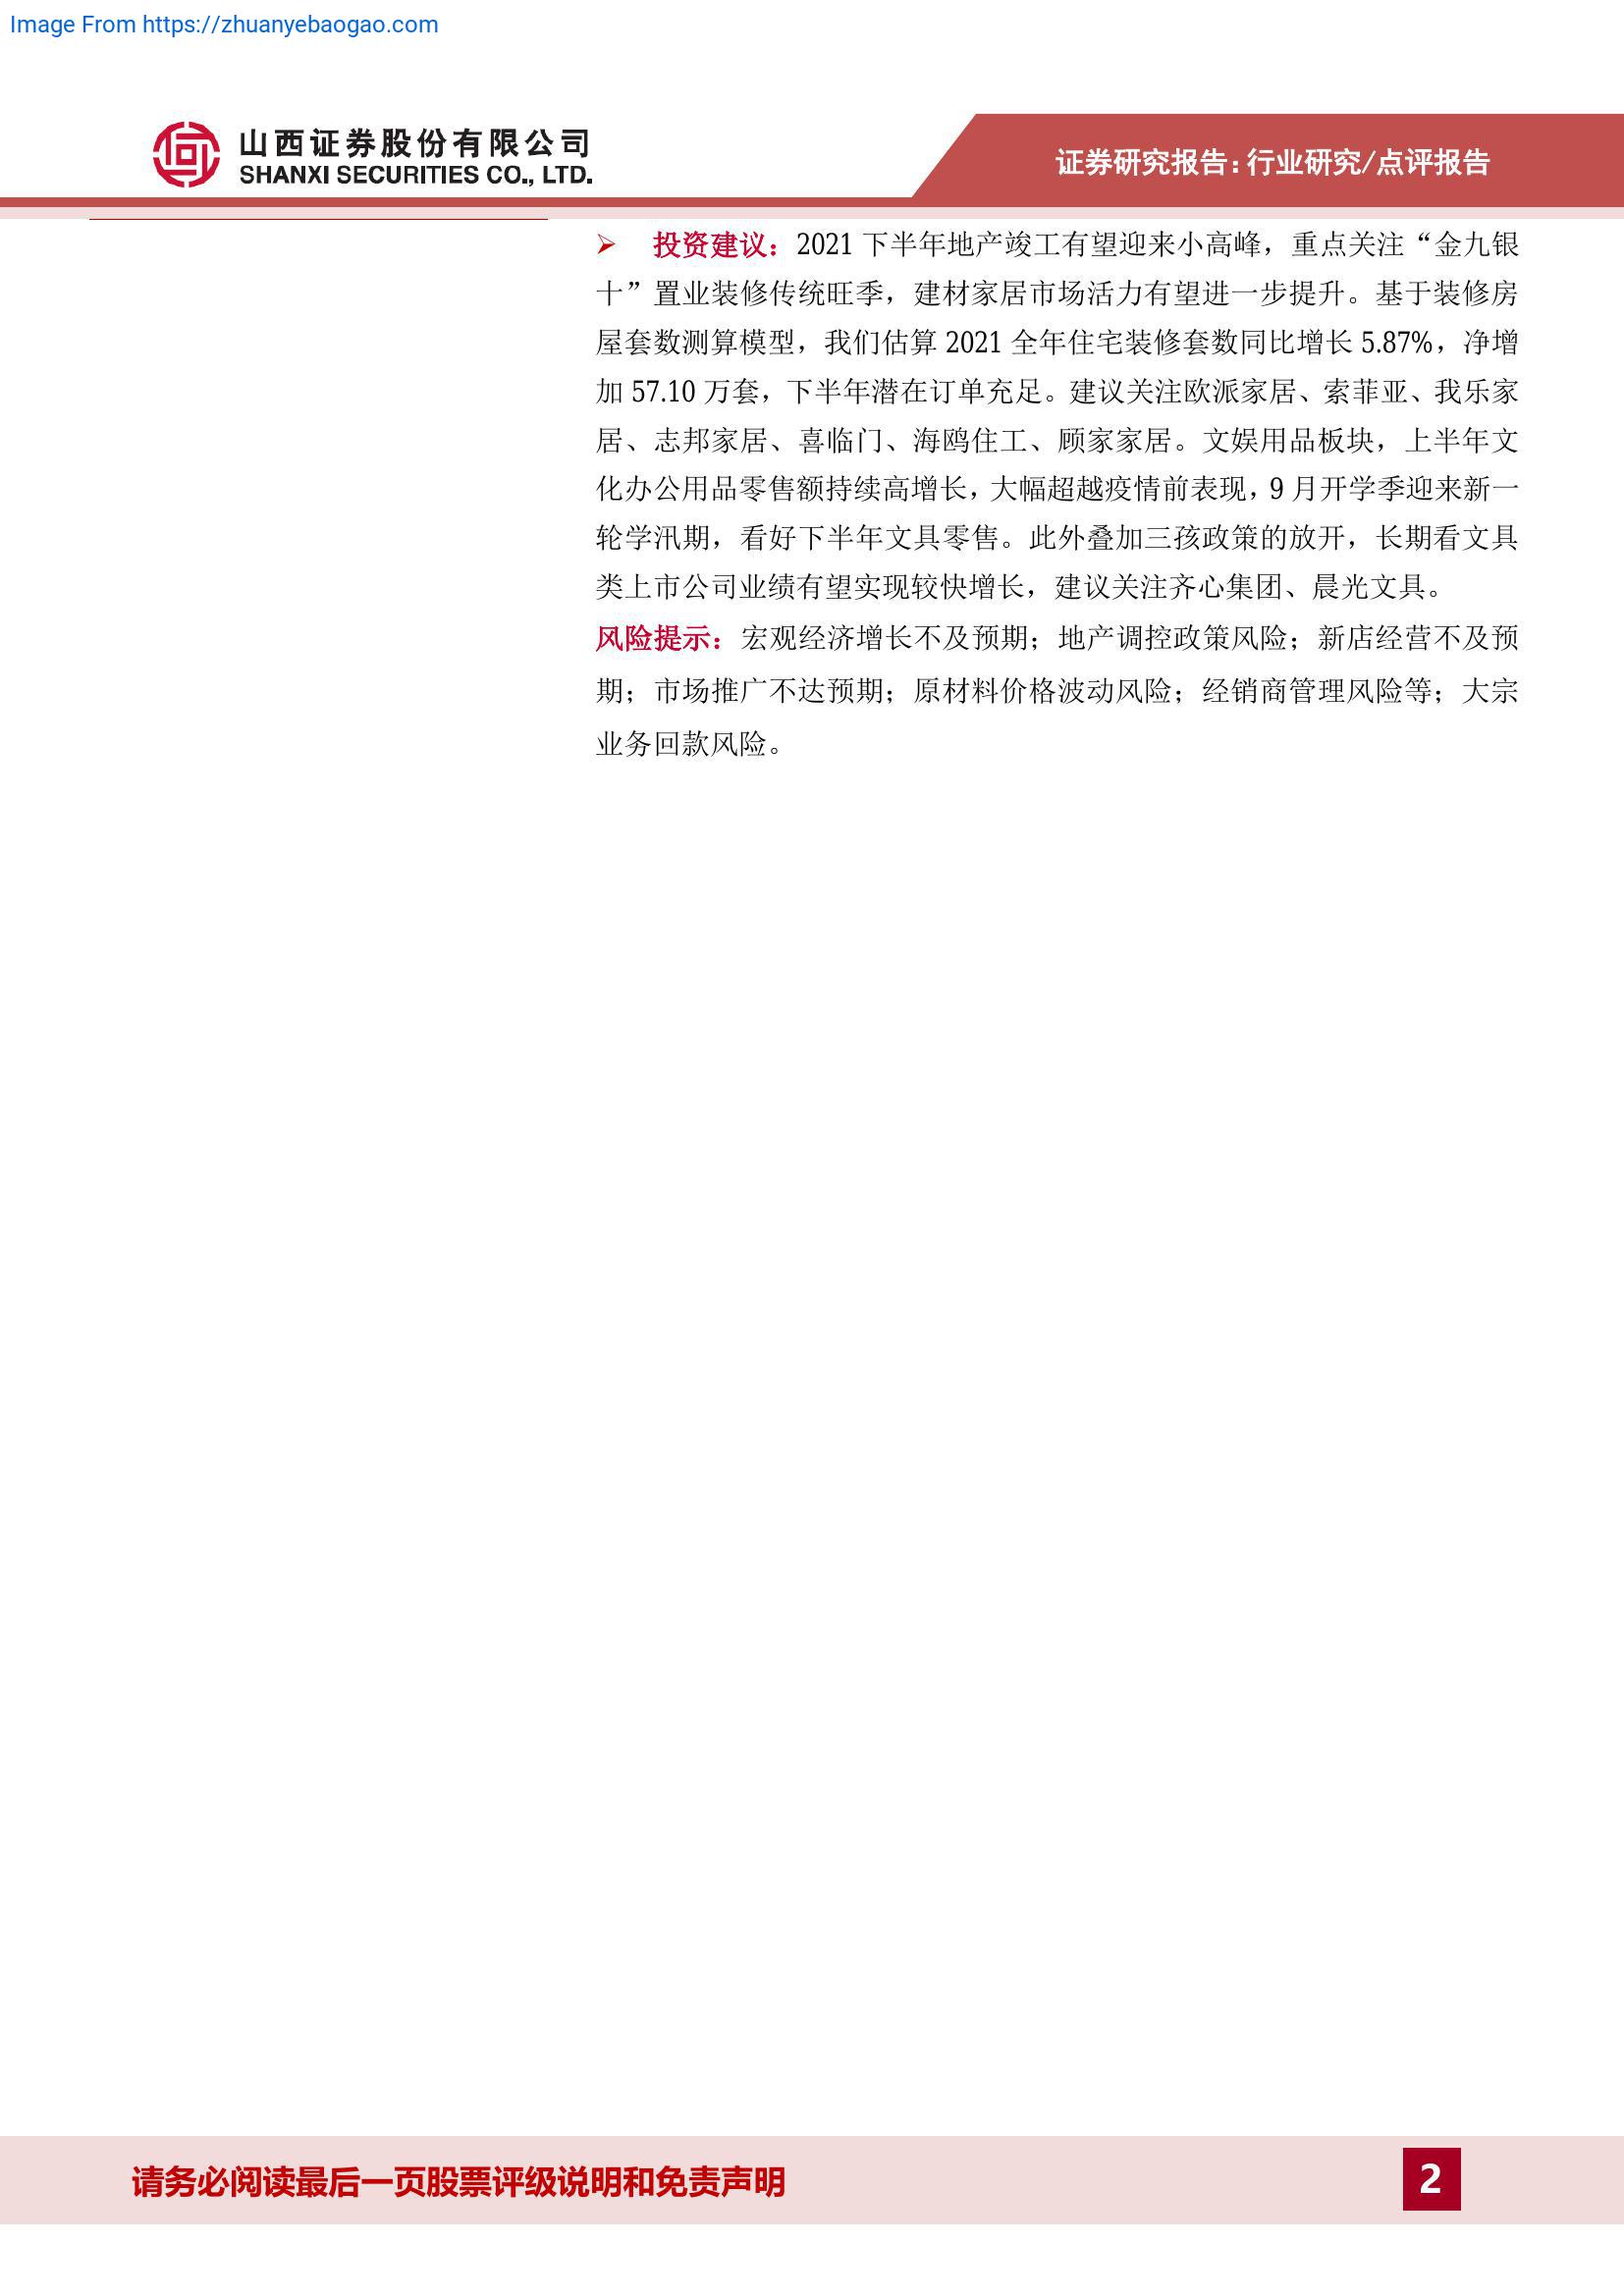 Image From https://zhuanyebaogao.com
山西证券股份有限公司
SHANXI SECURITIES CO., LTD.
证券研究报告：行业研究/点评报告
➢ 投资建议：2021 下半年地产竣工有望迎来小高峰，重点关注“金九银
十”置业装修传统旺季，建材家居市场活力有望进一步提升。基于装修房
屋套数测算模型，我们估算 2021 全年住宅装修套数同比增长 5.87%，净增
加 57.10 万套，下半年潜在订单充足。建议关注欧派家居、索菲亚、我乐家
居、志邦家居、喜临门、海鸥住工、顾家家居。文娱用品板块，上半年文
化办公用品零售额持续高增长，大幅超越疫情前表现，9 月开学季迎来新一
轮学汛期，看好下半年文具零售。此外叠加三孩政策的放开，长期看文具
类上市公司业绩有望实现较快增长，建议关注齐心集团、晨光文具。
风险提示：宏观经济增长不及预期；地产调控政策风险；新店经营不及预
期；市场推广不达预期；原材料价格波动风险；经销商管理风险等；大宗
业务回款风险。
请务必阅读最后一页股票评级说明和免责声明
2